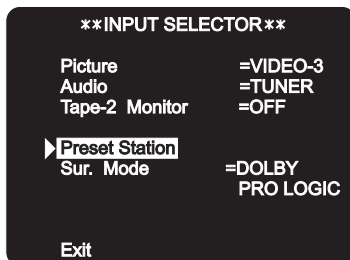 **INPUT SELECTOR**
Picture =VIDEO-3
Audio =TUNER
Tape-2 Monitor =OFF
Preset Station
Sur. Mode =DOLBY
PRO LOGIC
Exit